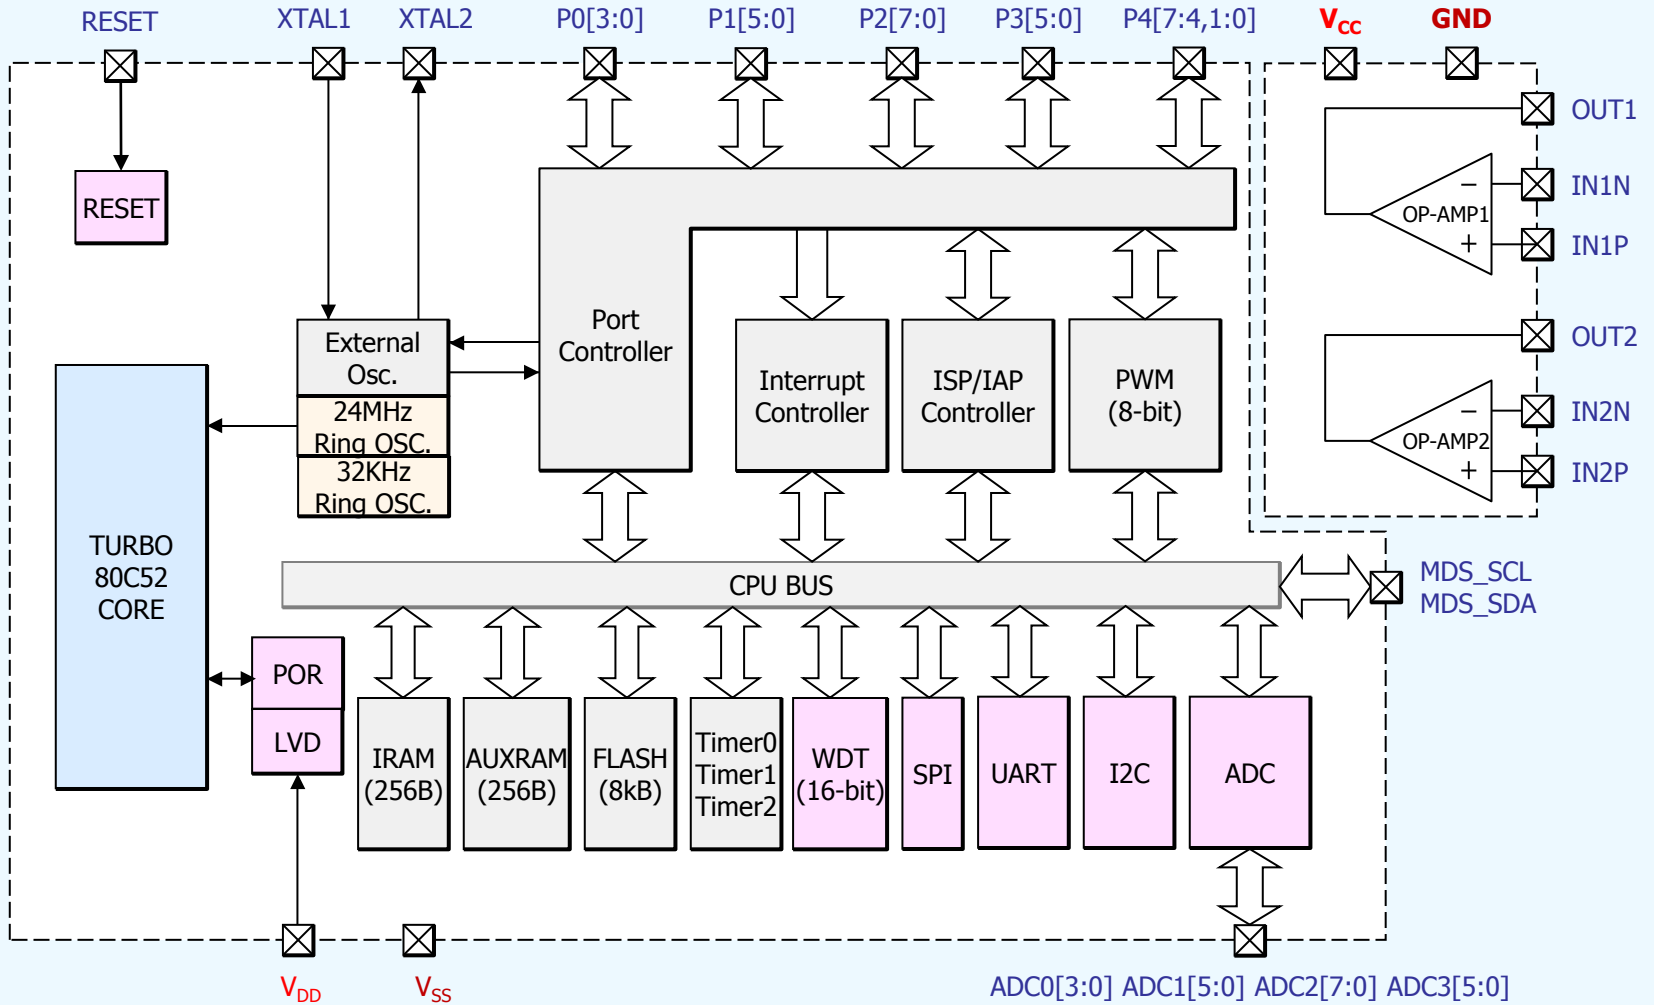 RESET
XTAL1
XTAL2
P0[3:0]
P1[5:0]
P2[7:0]
P3[5:0]
P4[7:4,1:0]
VCC
GND
OUT1
IN1N
IN1P
OP-AMP1
−
+
OUT2
IN2N
IN2P
OP-AMP2
−
+
RESET
Port
Controller
External
Osc.
24MHz
Ring OSC.
32KHz
Ring OSC.
Interrupt
Controller
ISP/IAP
Controller
PWM
(8-bit)
TURBO
80C52
CORE
CPU BUS
MDS_SCL
MDS_SDA
POR
LVD
IRAM
(256B)
AUXRAM
(256B)
FLASH
(8kB)
Timer0
Timer1
Timer2
WDT
(16-bit)
SPI
UART
I2C
ADC
VDD
VSS
ADC0[3:0] ADC1[5:0] ADC2[7:0] ADC3[5:0]